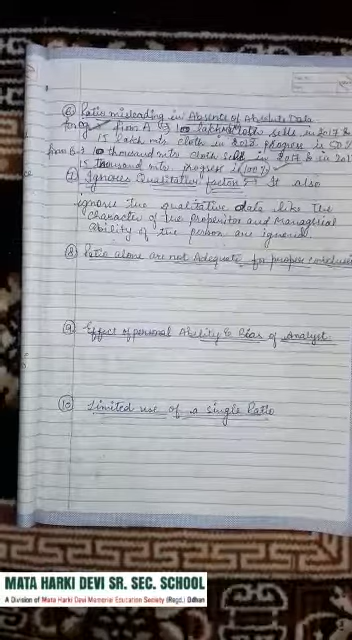 ⑥ Ratio misleading in Absence of Absolute Data
firm A → 10 lakh mts cloth sells in 2017 &
15 lakh mts. cloth in 2018 progress is 50%
firm B → 10 thousand mts cloth sells in 2017 & in 2018
15 thousand mts. progress is (100%)
⑦ Ignores Qualitative factors It also
ignore the qualitative data like the
character of the properitor and Managerial
ability of the person are ignored.
⑧ Ratio alone are not Adequate for proper conclusion
⑨ Effect of personal Ability & Bias of Analyst
⑩ Limited use of a single Ratio
MATA HARKI DEVI SR. SEC. SCHOOL
A Division of Mata Harki Devi Memorial Education Society (Regd.) Odhan